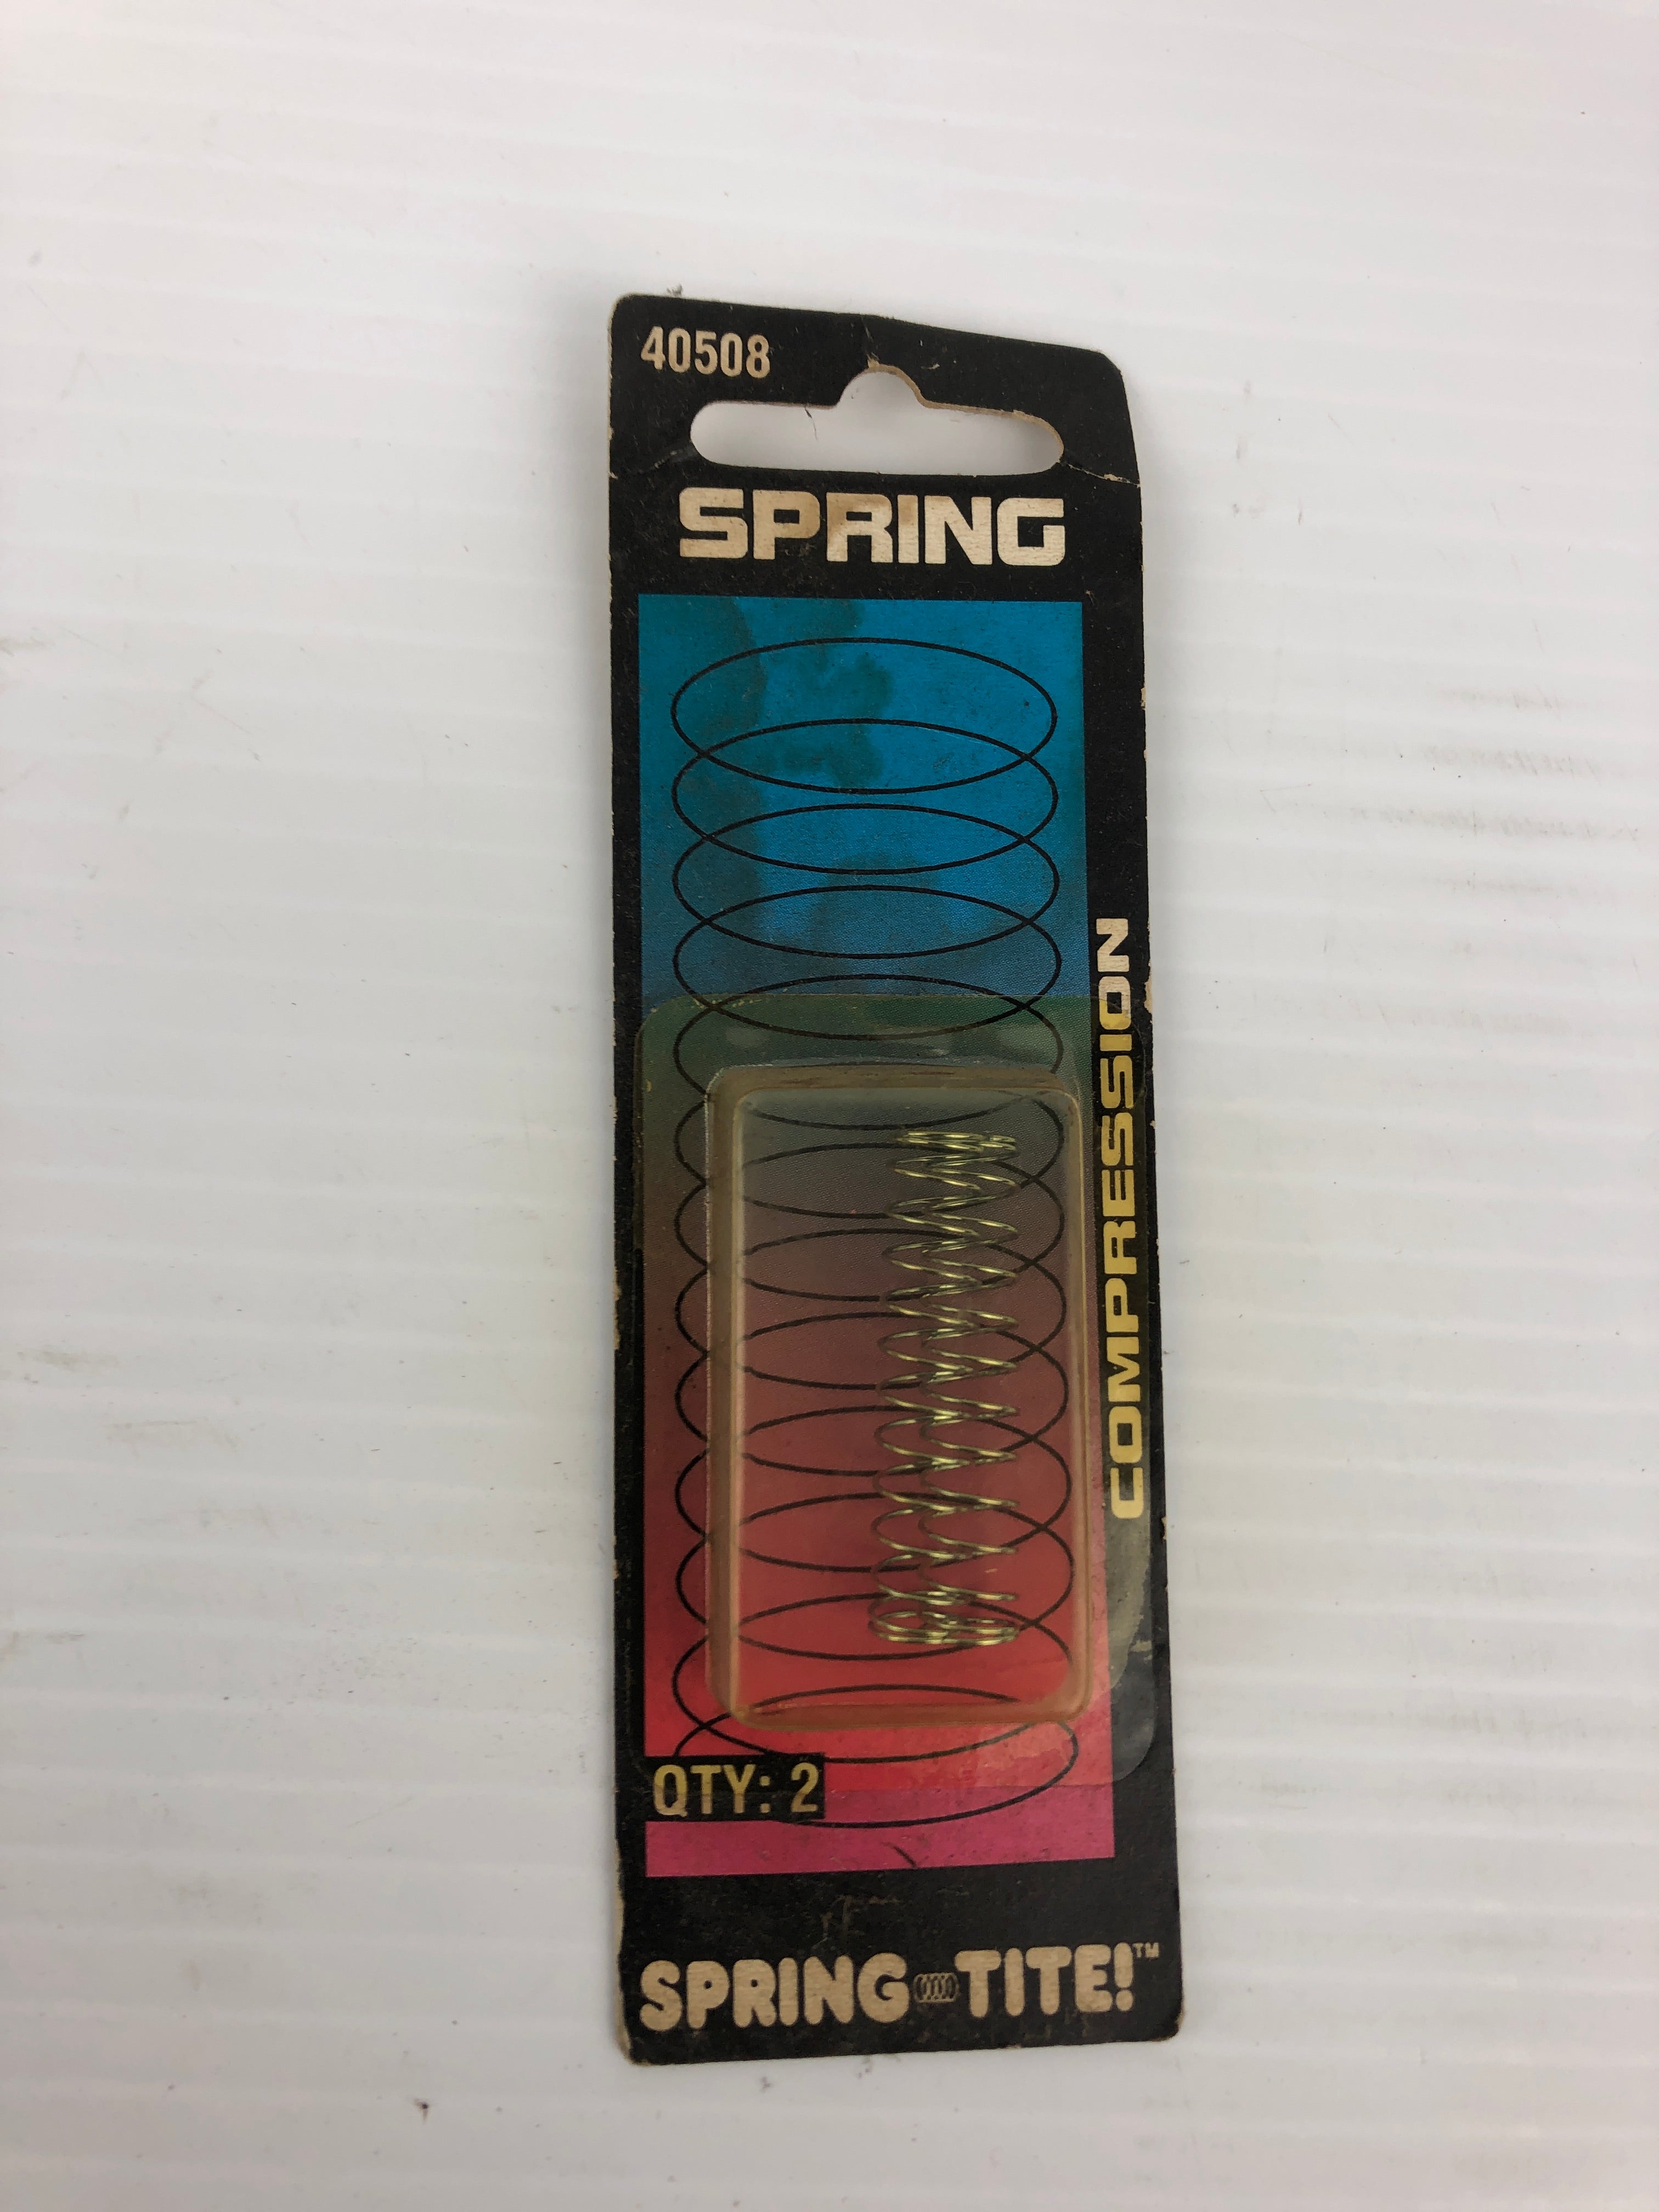 40508
SPRING
COMPRESSION
QTY: 2
SPRING-TITE!™